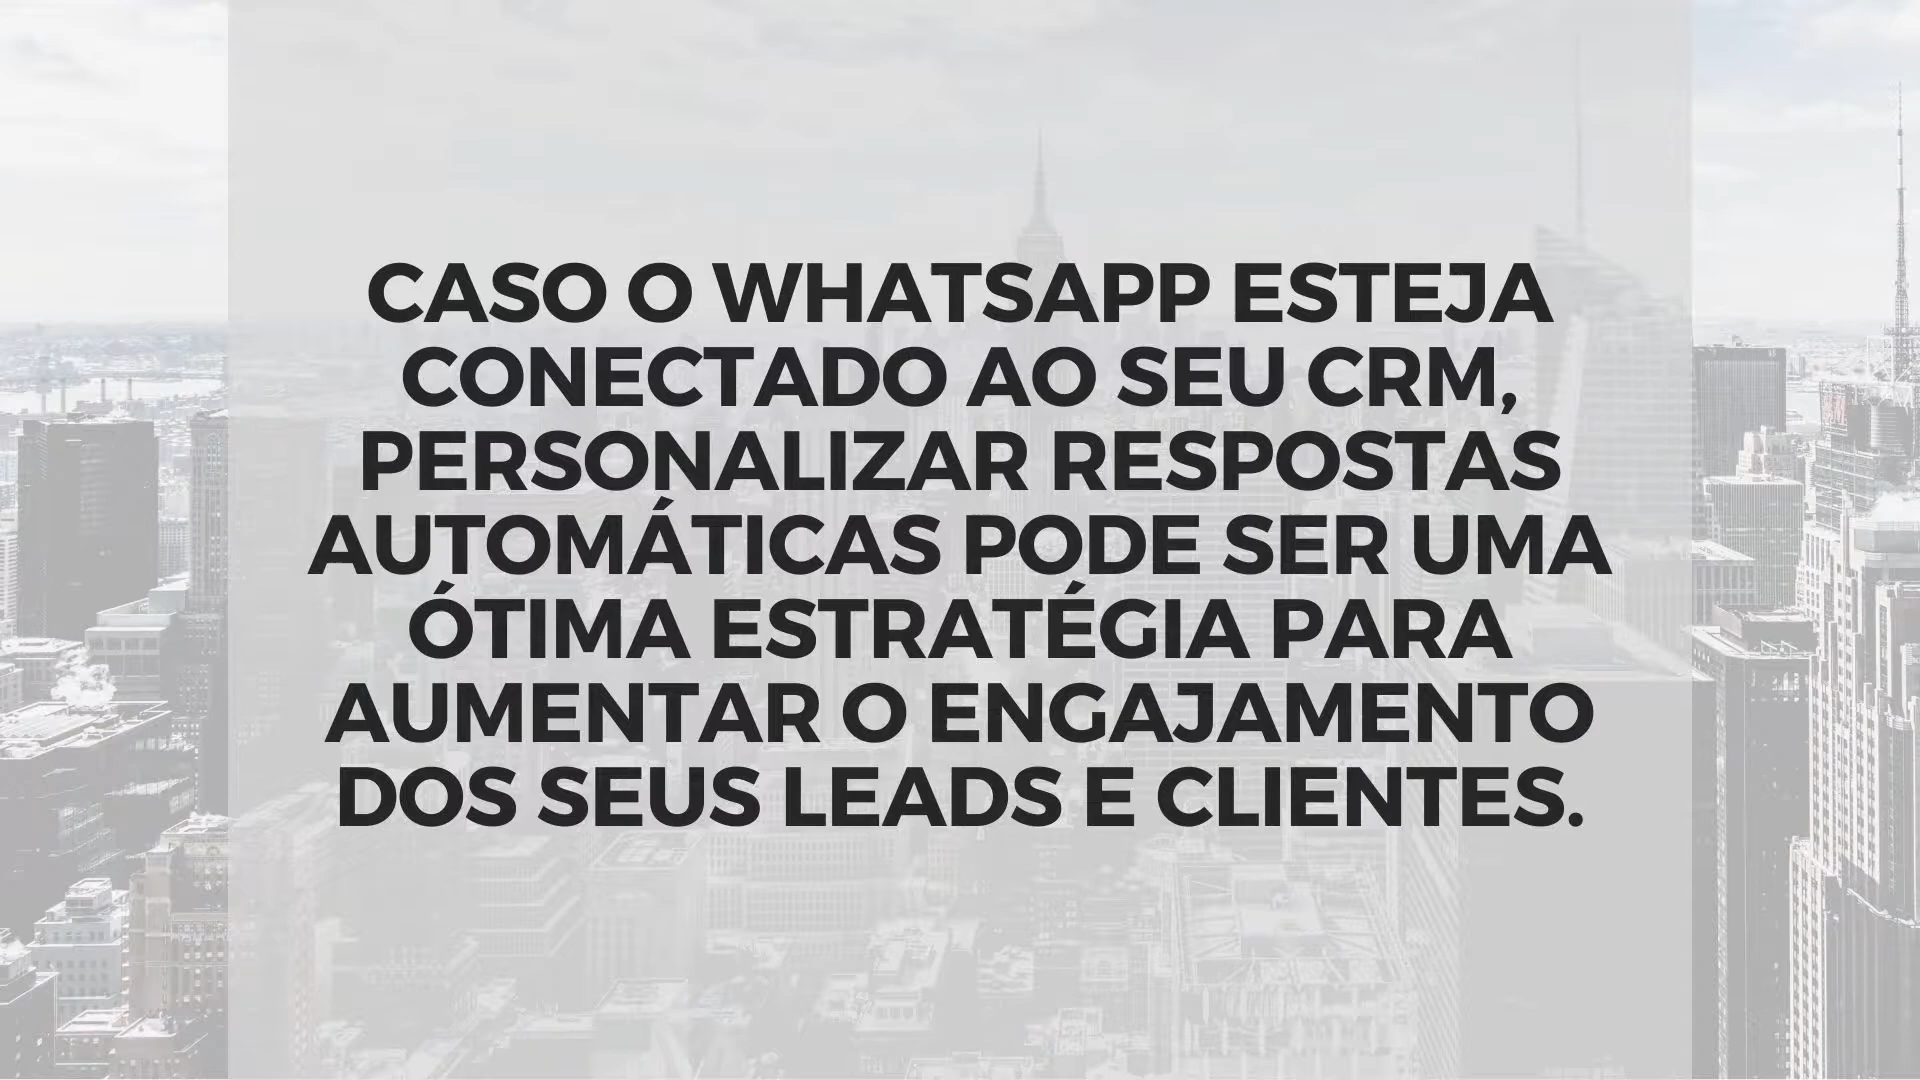 CASO O WHATSAPP ESTEJA
CONECTADO AO SEU CRM,
PERSONALIZAR RESPOSTAS
AUTOMÁTICAS PODE SER UMA
ÓTIMA ESTRATÉGIA PARA
AUMENTAR O ENGAJAMENTO
DOS SEUS LEADS E CLIENTES.